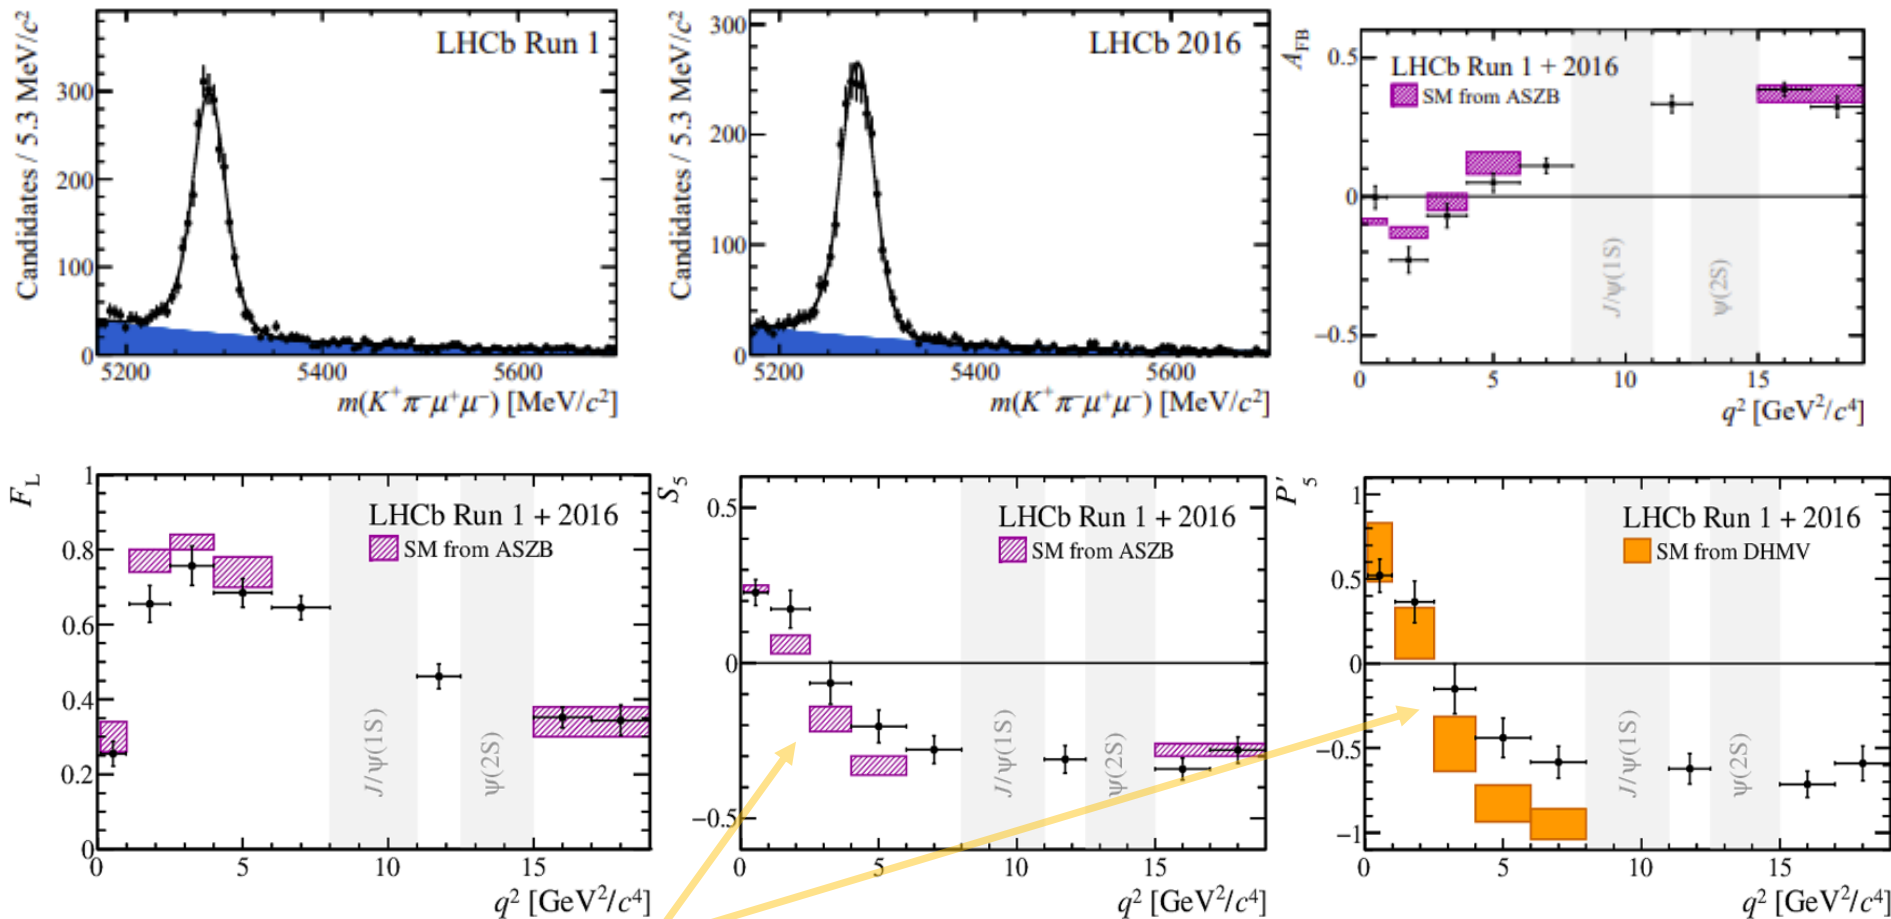 LHCb Run 1
Candidates / 5.3 MeV/c²
300
200
100
0
5200
5400
5600
m(K⁺π⁻μ⁺μ⁻) [MeV/c²]
LHCb 2016
Candidates / 5.3 MeV/c²
300
200
100
0
5200
5400
5600
m(K⁺π⁻μ⁺μ⁻) [MeV/c²]
A_FB
LHCb Run 1 + 2016
SM from ASZB
0.5
0
−0.5
J/ψ(1S)
ψ(2S)
0
5
10
15
q² [GeV²/c⁴]
F_L
LHCb Run 1 + 2016
SM from ASZB
1
0.8
0.6
0.4
0.2
0
J/ψ(1S)
ψ(2S)
0
5
10
15
q² [GeV²/c⁴]
S₅
LHCb Run 1 + 2016
SM from ASZB
0.5
0
−0.5
J/ψ(1S)
ψ(2S)
0
5
10
15
q² [GeV²/c⁴]
P′₅
LHCb Run 1 + 2016
SM from DHMV
1
0.5
0
−0.5
−1
J/ψ(1S)
ψ(2S)
0
5
10
15
q² [GeV²/c⁴]